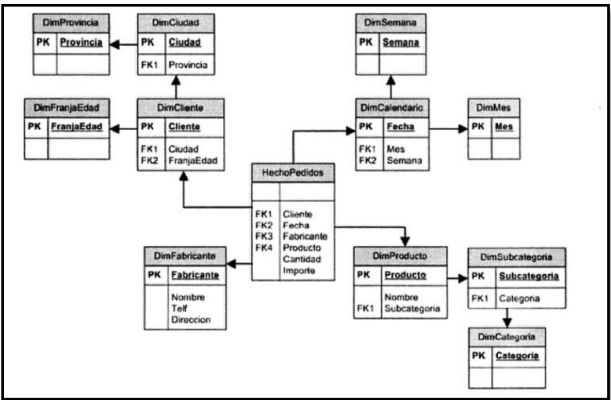 DimProvincia
PK Provincia
DimCiudad
PK Ciudad
FK1 Provincia
DimSemana
PK Semana
DimFranjaEdad
PK FranjaEdad
DimCliente
PK Cliente
FK1 Ciudad
FK2 FranjaEdad
DimCalendario
PK Fecha
FK1 Mes
FK2 Semana
DimMes
PK Mes
HechoPedidos
FK1 Cliente
FK2 Fecha
FK3 Fabricante
FK4 Producto
Cantidad
Importe
DimFabricante
PK Fabricante
Nombre
Telf
Direccion
DimProducto
PK Producto
Nombre
FK1 Subcategoria
DimSubcategoria
PK Subcategoria
FK1 Categoria
DimCategoria
PK Categoria